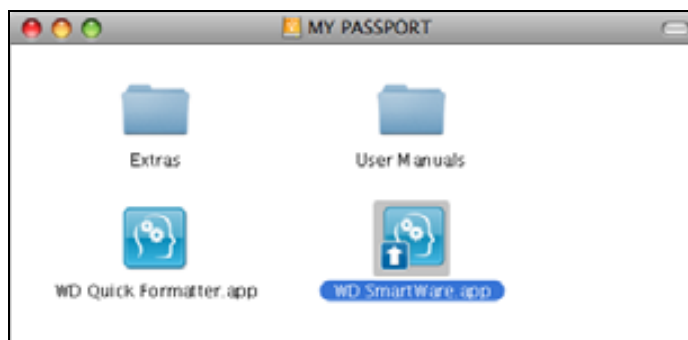 MY PASSPORT
Extras
User Manuals
WD Quick Formatter.app
WD SmartWare.app